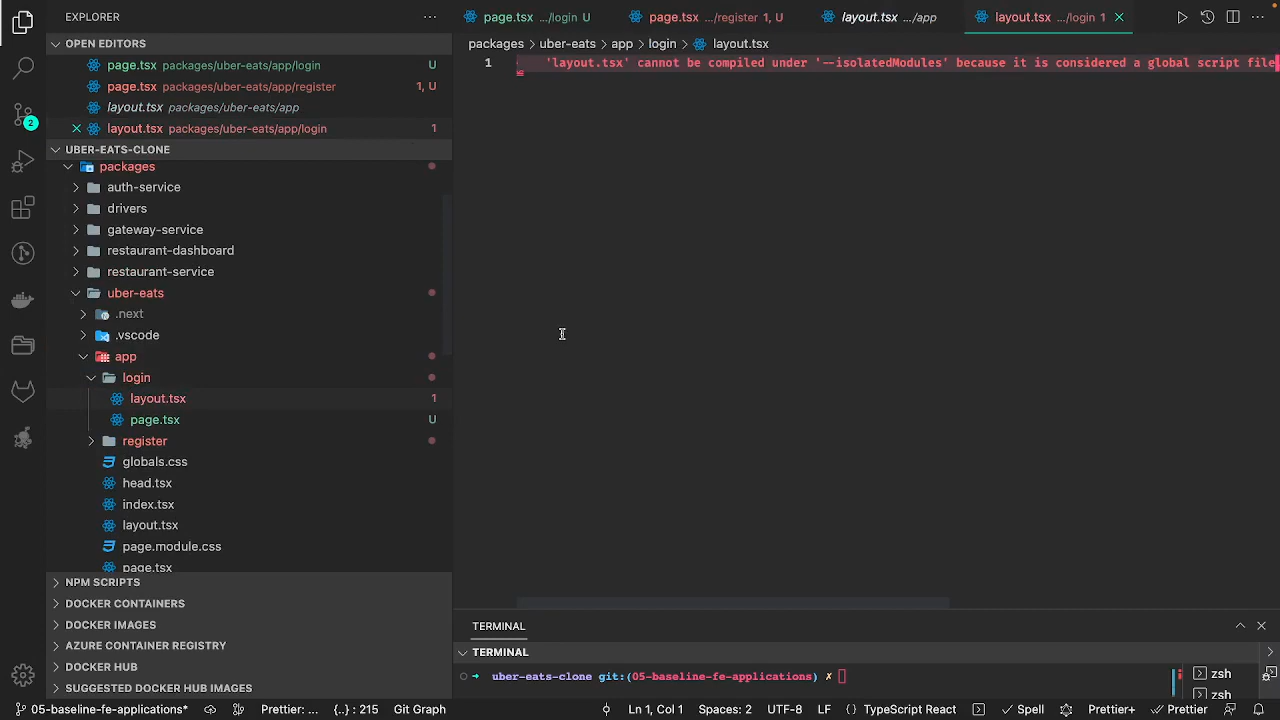 EXPLORER
page.tsx .../login U
page.tsx .../register 1, U
layout.tsx .../app
layout.tsx .../login 1
OPEN EDITORS
page.tsx packages/uber-eats/app/login U
page.tsx packages/uber-eats/app/register 1, U
layout.tsx packages/uber-eats/app
layout.tsx packages/uber-eats/app/login 1
packages > uber-eats > app > login > layout.tsx
1 'layout.tsx' cannot be compiled under '--isolatedModules' because it is considered a global script file
2
UBER-EATS-CLONE
packages
auth-service
drivers
gateway-service
restaurant-dashboard
restaurant-service
uber-eats
.next
.vscode
app
login
layout.tsx 1
page.tsx U
register
globals.css
head.tsx
index.tsx
layout.tsx
page.module.css
page.tsx
NPM SCRIPTS
DOCKER CONTAINERS
DOCKER IMAGES
AZURE CONTAINER REGISTRY
DOCKER HUB
SUGGESTED DOCKER HUB IMAGES
TERMINAL
TERMINAL
uber-eats-clone git:(05-baseline-fe-applications) ✗
zsh
zsh
05-baseline-fe-applications* Prettier: ... {..} : 215 Git Graph Ln 1, Col 1 Spaces: 2 UTF-8 LF TypeScript React Spell Prettier+ Prettier